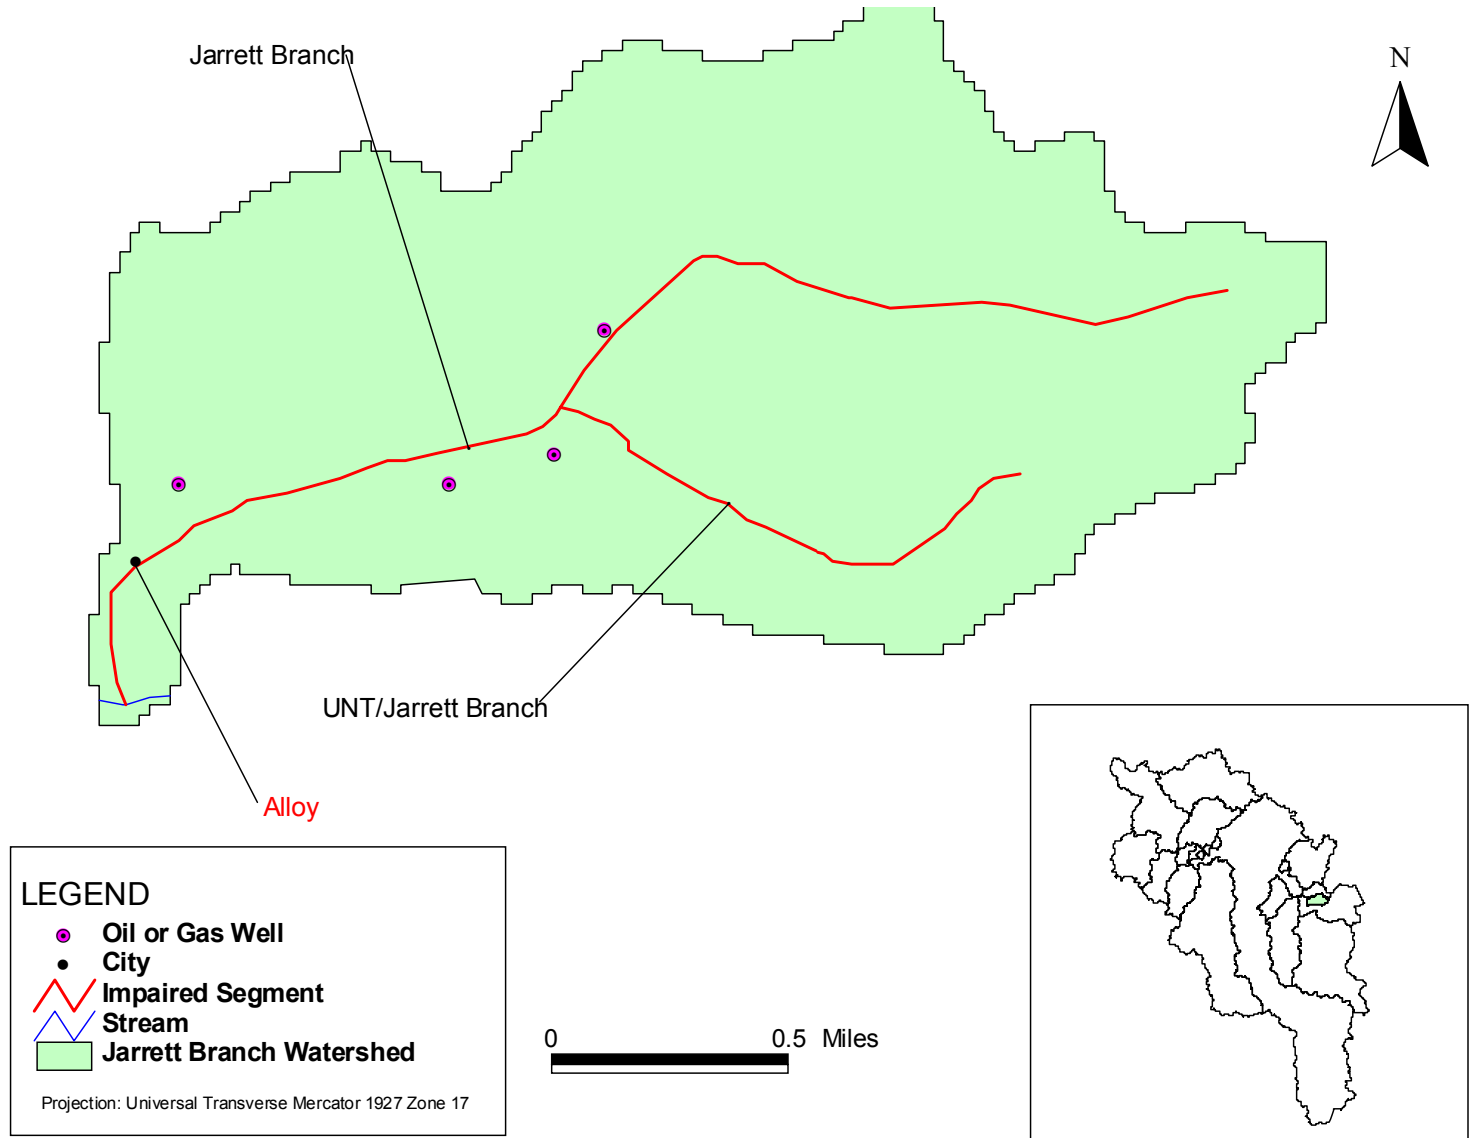 Jarrett Branch
N
UNT/Jarrett Branch
Alloy
LEGEND
Oil or Gas Well
City
Impaired Segment
Stream
Jarrett Branch Watershed
Projection: Universal Transverse Mercator 1927 Zone 17
0 0.5 Miles